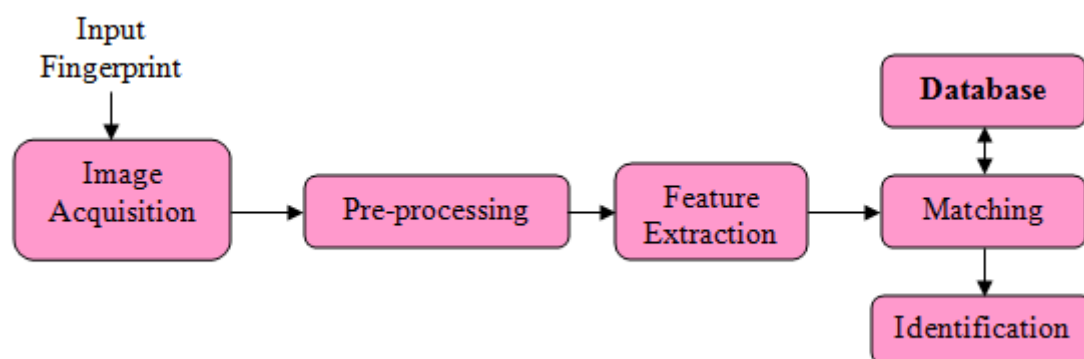 Input
Fingerprint
Image
Acquisition
Pre-processing
Feature
Extraction
Database
Matching
Identification